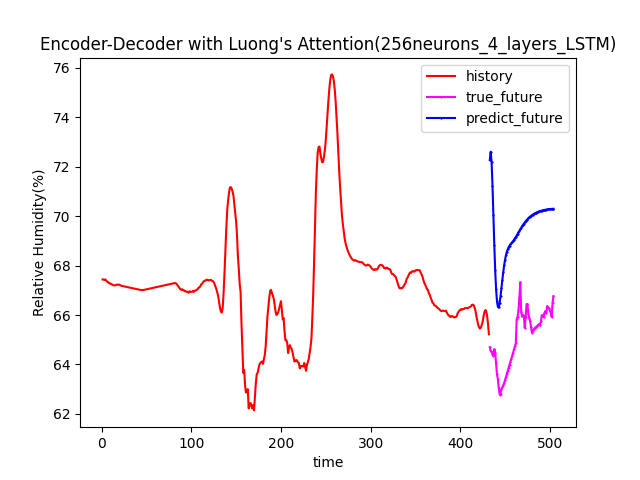 Encoder-Decoder with Luong's Attention(256neurons_4_layers_LSTM)
history
true_future
predict_future
Relative Humidity(%)
76
74
72
70
68
66
64
62
0 100 200 300 400 500
time